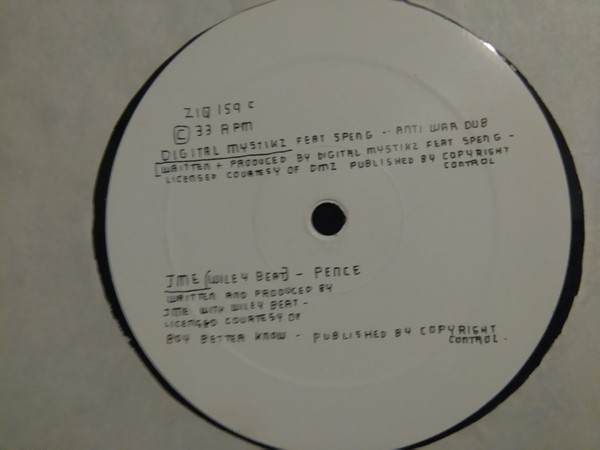 ZIQ 159 C
Ⓒ 33 RPM
DIGITAL MYSTIKZ FEAT SPENG - ANTI WAR DUB
WRITTEN + PRODUCED BY DIGITAL MYSTIKZ FEAT SPENG -
LICENSED COURTESY OF DMZ PUBLISHED BY COPYRIGHT
CONTROL
JME (WILEY BEAT) - PENCE
WRITTEN AND PRODUCED BY
JME WITH WILEY BEAT -
LICENSED COURTESY OF
BOY BETTER KNOW - PUBLISHED BY COPYRIGHT
CONTROL.